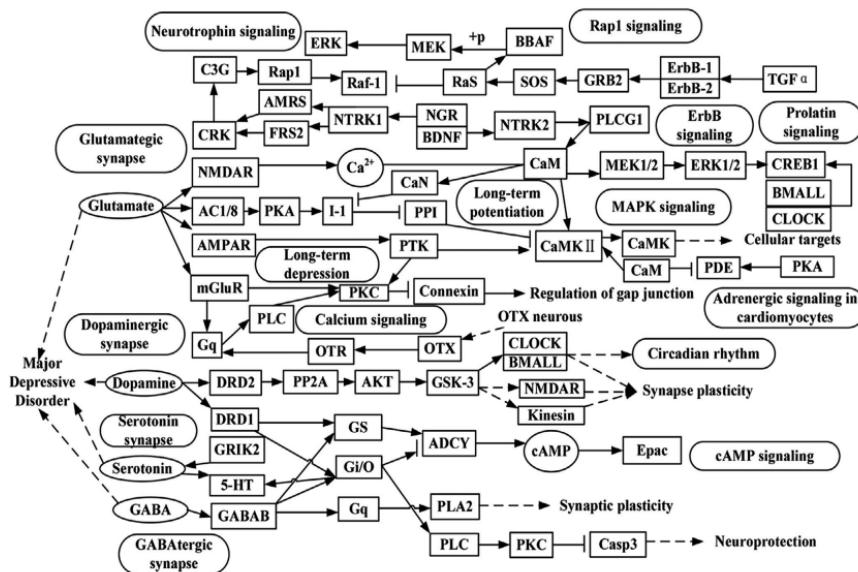 Neurotrophin signaling
Rap1 signaling
ERK
MEK
+p
BBAF
C3G
Rap1
Raf-1
RaS
SOS
GRB2
ErbB-1
ErbB-2
TGFα
AMRS
CRK
FRS2
NTRK1
NGR
BDNF
NTRK2
PLCG1
ErbB
signaling
Prolatin
signaling
Glutamategic
synapse
NMDAR
Ca2+
CaM
CaN
MEK1/2
ERK1/2
CREB1
BMALL
CLOCK
Glutamate
AC1/8
PKA
I-1
PPI
Long-term
potentiation
MAPK signaling
AMPAR
PTK
CaMKⅡ
CaMK
Cellular targets
Long-term
depression
CaM
PDE
PKA
mGluR
PKC
Connexin
Regulation of gap junction
Adrenergic signaling in
cardiomyocytes
Dopaminergic
synapse
PLC
Calcium signaling
Gq
OTR
OTX
OTX neurous
CLOCK
BMALL
Circadian rhythm
Major
Depressive
Disorder
Dopamine
DRD2
PP2A
AKT
GSK-3
NMDAR
Kinesin
Synapse plasticity
Serotonin
synapse
DRD1
GRIK2
GS
ADCY
cAMP
Epac
cAMP signaling
Serotonin
5-HT
Gi/O
GABA
GABAB
Gq
PLA2
Synaptic plasticity
GABAtergic
synapse
PLC
PKC
Casp3
Neuroprotection